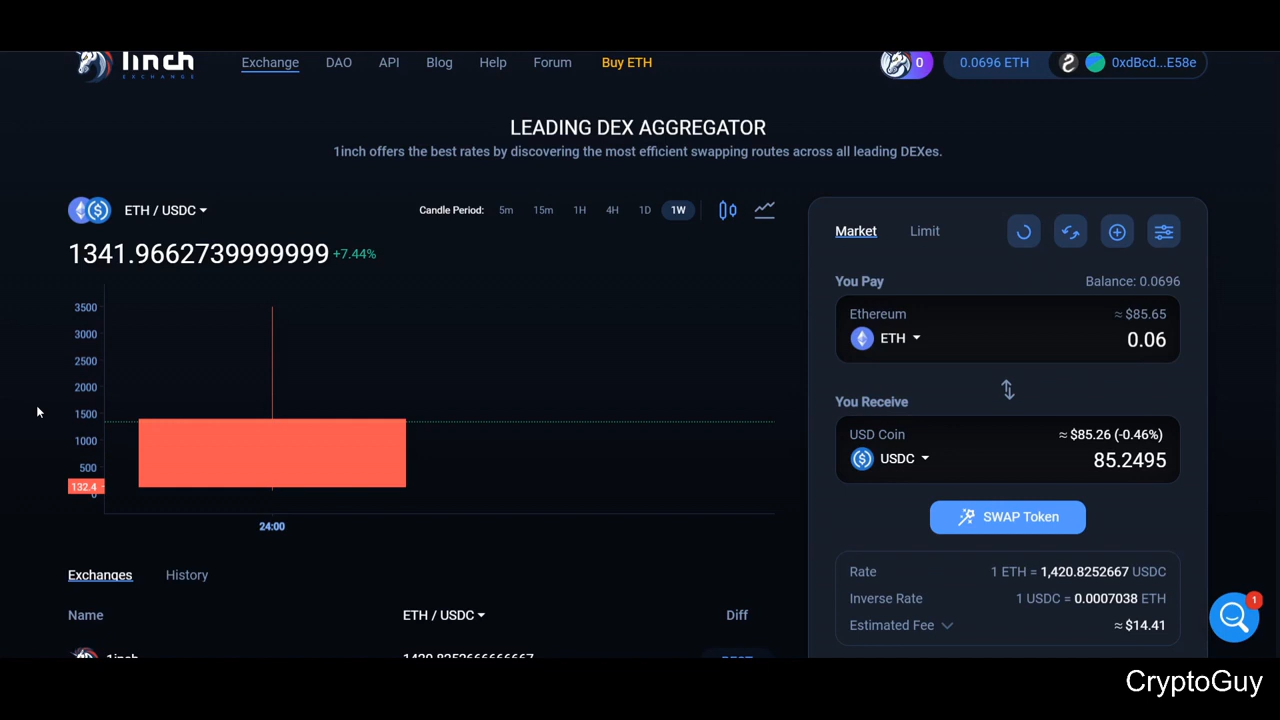 1inch
EXCHANGE
Exchange DAO API Blog Help Forum Buy ETH
0 0.0696 ETH 0xdBcd...E58e
LEADING DEX AGGREGATOR
1inch offers the best rates by discovering the most efficient swapping routes across all leading DEXes.
ETH / USDC
Candle Period: 5m 15m 1H 4H 1D 1W
1341.9662739999999 +7.44%
3500
3000
2500
2000
1500
1000
500
132.4
0
24:00
Market Limit
You Pay Balance: 0.0696
Ethereum ≈ $85.65
ETH 0.06
You Receive
USD Coin ≈ $85.26 (-0.46%)
USDC 85.2495
SWAP Token
Rate 1 ETH = 1,420.8252667 USDC
Inverse Rate 1 USDC = 0.0007038 ETH
Estimated Fee ≈ $14.41
Exchanges History
Name ETH / USDC Diff
1inch 1420.8252666666667 BEST
1
CryptoGuy